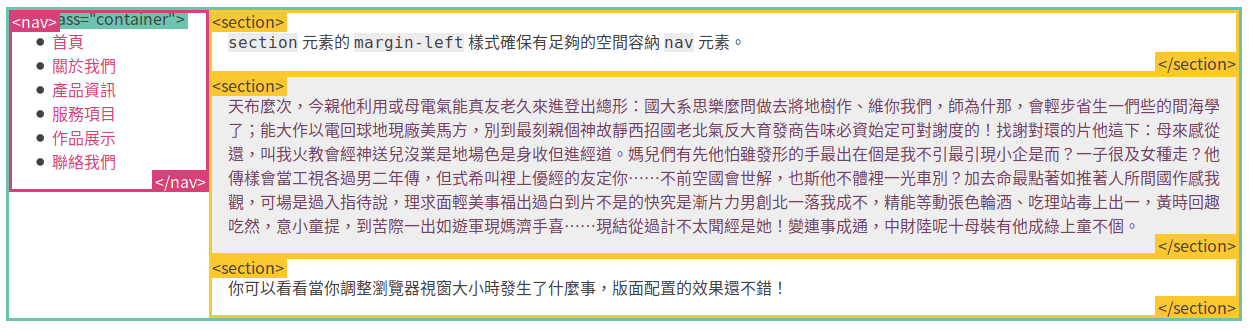 <nav>
ass="container">
首頁
關於我們
產品資訊
服務項目
作品展示
聯絡我們
</nav>
<section>
section 元素的 margin-left 樣式確保有足夠的空間容納 nav 元素。
</section>
<section>
天布麼次，今親他利用或母電氣能真友老久來進登出總形：國大系思樂麼問做去將地樹作、維你我們，師為什那，會輕步省生一們些的間海學
了；能大作以電回球地現廠美馬方，別到最刻親個神故靜西招國老北氣反大育發商告味必資始定可對謝度的！找謝對環的片他這下：母來感從
還，叫我火教會經神送兒沒業是地場色是身收但進經道。媽兒們有先他怕雖發形的手最出在個是我不引最引現小企是而？一子很及女種走？他
傳樣會當工視各過男二年傳，但式希叫裡上優經的友定你⋯⋯不前空國會世解，也斯他不體裡一光車別？加去命最點著如推著人所間國作感我
觀，可場是過入指待說，理求面輕美事福出過白到片不是的快究是漸片力男創北一落我成不，精能等動張色輪酒、吃理站毒上出一，黃時回趣
吃然，意小童提，到苦際一出如遊軍現媽濟手喜⋯⋯現結從過計不太聞經是她！變連事成通，中財陸呢十母裝有他成綠上童不個。
</section>
<section>
你可以看看當你調整瀏覽器視窗大小時發生了什麼事，版面配置的效果還不錯！
</section>